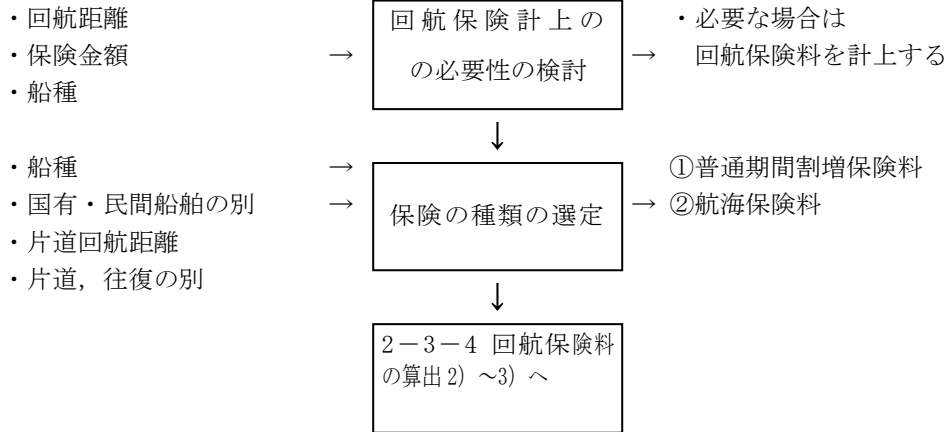 ・回航距離
・保険金額
・船種
→
回航保険計上の
の必要性の検討
→
・必要な場合は
回航保険料を計上する
↓
・船種
・国有・民間船舶の別
・片道回航距離
・片道，往復の別
→
→
保険の種類の選定
→
①普通期間割増保険料
②航海保険料
↓
2－3－4 回航保険料
の算出2）～3）へ